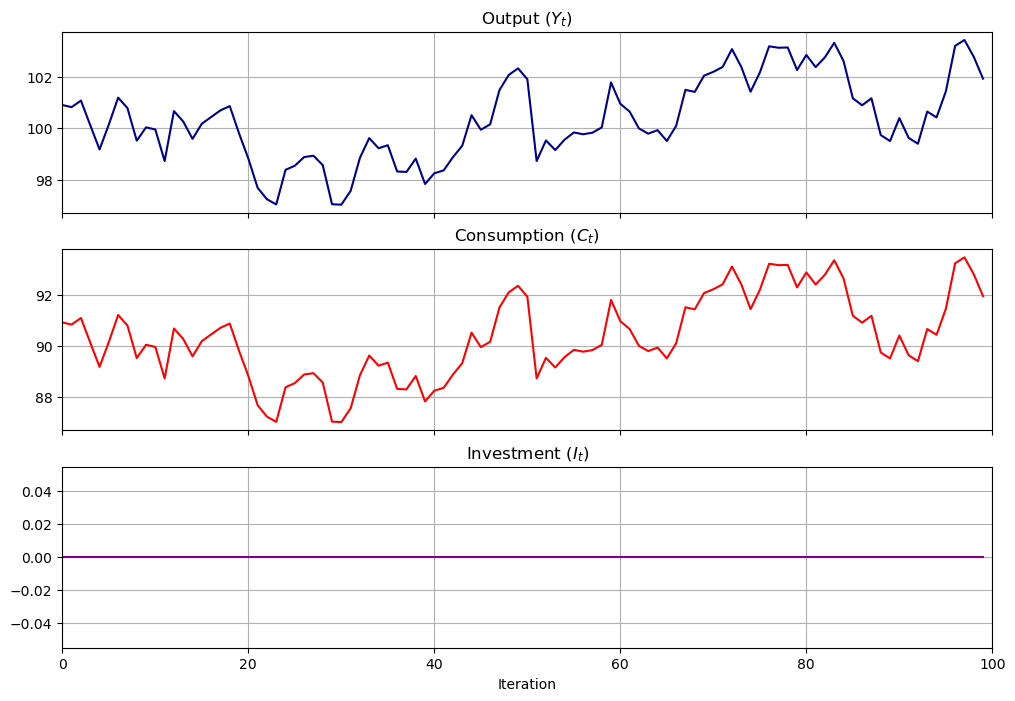 Output (Y_t)
102
100
98
Consumption (C_t)
92
90
88
Investment (I_t)
0.04
0.02
0.00
−0.02
−0.04
0 20 40 60 80 100
Iteration